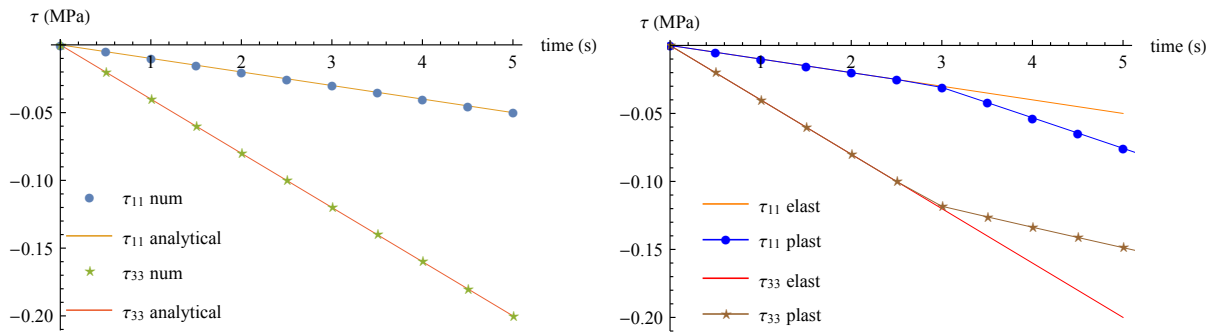 τ (MPa)
time (s)
1 2 3 4 5
−0.05
−0.10
−0.15
−0.20
τ11 num
τ11 analytical
τ33 num
τ33 analytical
τ (MPa)
time (s)
1 2 3 4 5
−0.05
−0.10
−0.15
−0.20
τ11 elast
τ11 plast
τ33 elast
τ33 plast